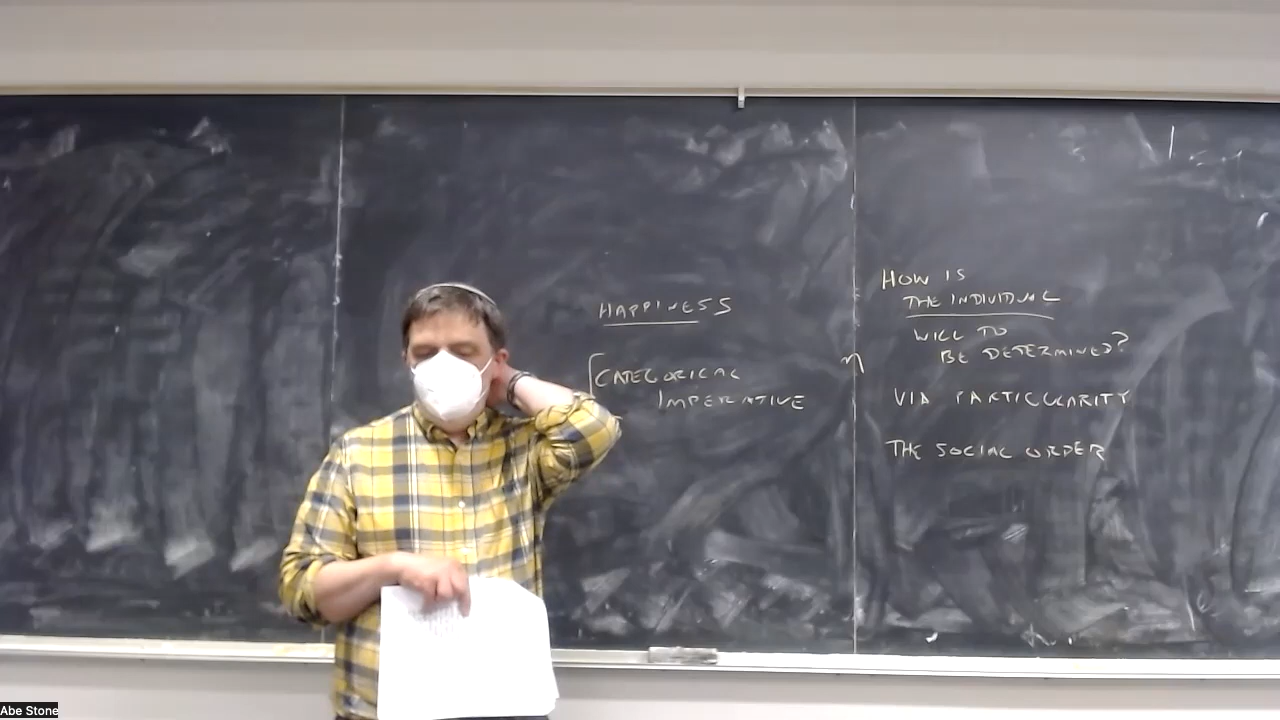 HAPPINESS
CATEGORICAL
IMPERATIVE
HOW IS
THE INDIVIDUAL
WILL TO
BE DETERMINED?
VIA PARTICULARITY
THE SOCIAL ORDER
Abe Stone